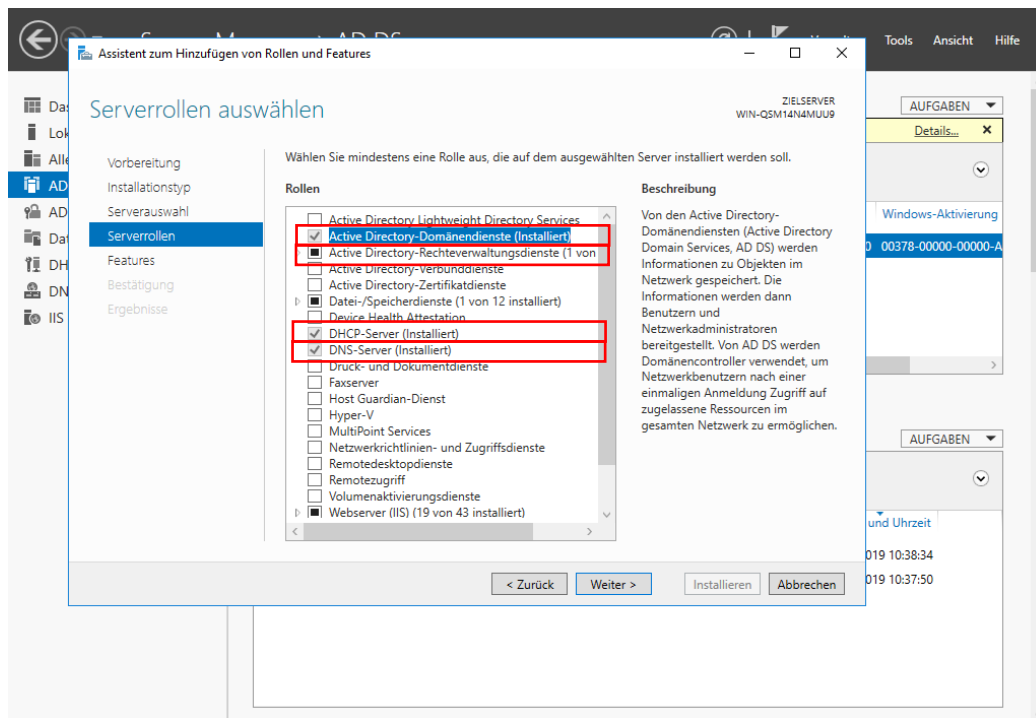 Tools Ansicht Hilfe
Assistent zum Hinzufügen von Rollen und Features
Serverrollen auswählen
ZIELSERVER
WIN-QSM14N4MUU9
Vorbereitung
Installationstyp
Serverauswahl
Serverrollen
Features
Bestätigung
Ergebnisse
Wählen Sie mindestens eine Rolle aus, die auf dem ausgewählten Server installiert werden soll.
Rollen
Active Directory Lightweight Directory Services
Active Directory-Domänendienste (Installiert)
Active Directory-Rechteverwaltungsdienste (1 von
Active Directory-Verbunddienste
Active Directory-Zertifikatdienste
Datei-/Speicherdienste (1 von 12 installiert)
Device Health Attestation
DHCP-Server (Installiert)
DNS-Server (Installiert)
Druck- und Dokumentdienste
Faxserver
Host Guardian-Dienst
Hyper-V
MultiPoint Services
Netzwerkrichtlinien- und Zugriffsdienste
Remotedesktopdienste
Remotezugriff
Volumenaktivierungsdienste
Webserver (IIS) (19 von 43 installiert)
Beschreibung
Von den Active Directory-
Domänendiensten (Active Directory
Domain Services, AD DS) werden
Informationen zu Objekten im
Netzwerk gespeichert. Die
Informationen werden dann
Benutzern und
Netzwerkadministratoren
bereitgestellt. Von AD DS werden
Domänencontroller verwendet, um
Netzwerkbenutzern nach einer
einmaligen Anmeldung Zugriff auf
zugelassene Ressourcen im
gesamten Netzwerk zu ermöglichen.
< Zurück Weiter > Installieren Abbrechen
Da
Lok
Alle
AD
AD
Dat
DH
DN
IIS
AUFGABEN
Details...
Windows-Aktivierung
00378-00000-00000-A
AUFGABEN
und Uhrzeit
019 10:38:34
019 10:37:50